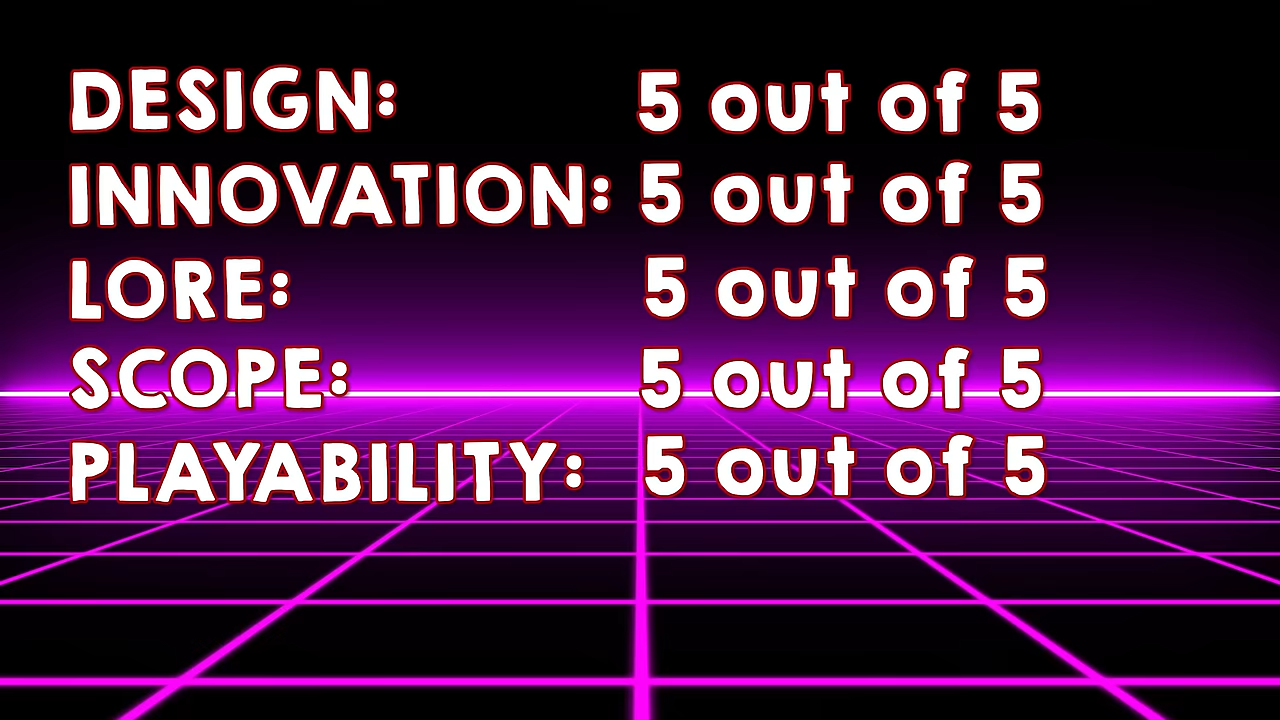 DESIGN: 5 out of 5
INNOVATION: 5 out of 5
LORE: 5 out of 5
SCOPE: 5 out of 5
PLAYABILITY: 5 out of 5